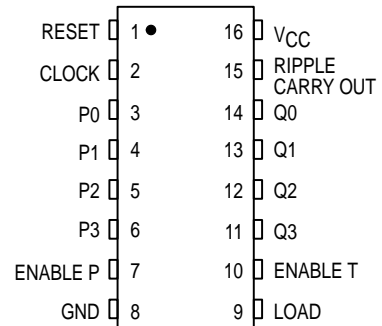 RESET 1 16 VCC
CLOCK 2 15 RIPPLE
CARRY OUT
P0 3 14 Q0
P1 4 13 Q1
P2 5 12 Q2
P3 6 11 Q3
ENABLE P 7 10 ENABLE T
GND 8 9 LOAD